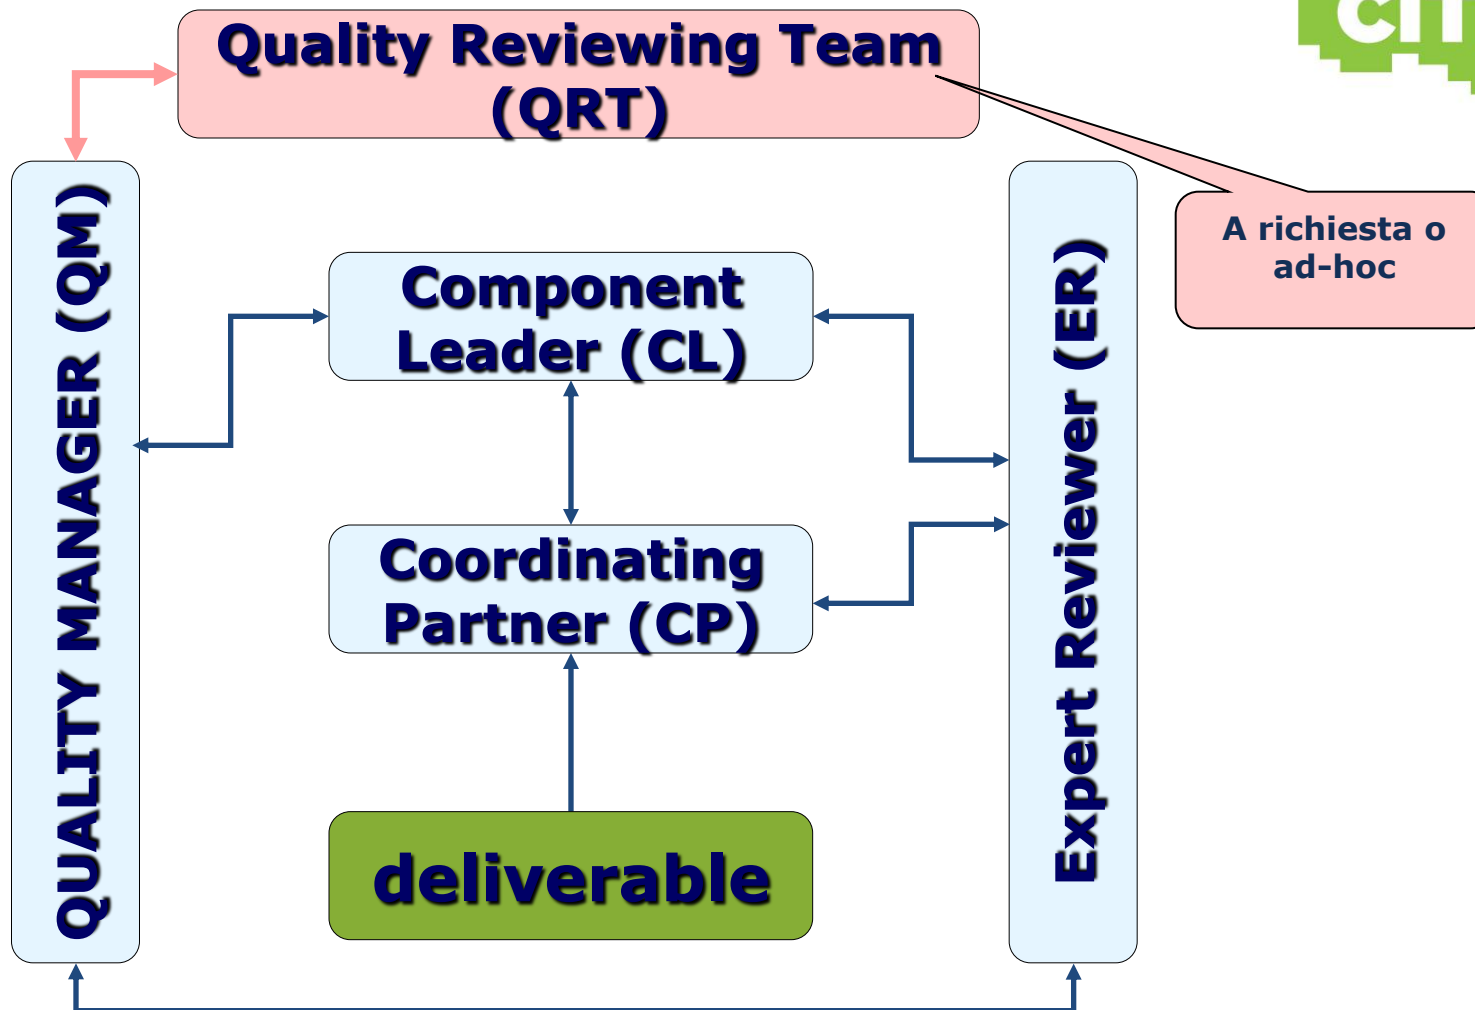 Quality Reviewing Team
(QRT)
QUALITY MANAGER (QM)
Component
Leader (CL)
Coordinating
Partner (CP)
deliverable
Expert Reviewer (ER)
A richiesta o
ad-hoc